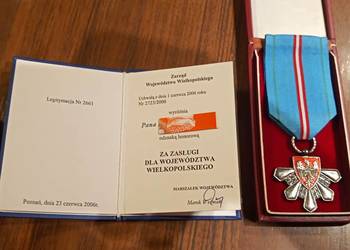 Legitymacja Nr 2661
Poznań, dnia 23 czerwca 2006r.
Zarząd
Województwa Wielkopolskiego
Uchwałą z dnia 1 czerwca 2006 roku
Nr 2723/2006
wyróżnia
Pana
odznaką honorową
ZA ZASŁUGI
DLA WOJEWÓDZTWA
WIELKOPOLSKIEGO
MARSZAŁEK WOJEWÓDZTWA
Marek